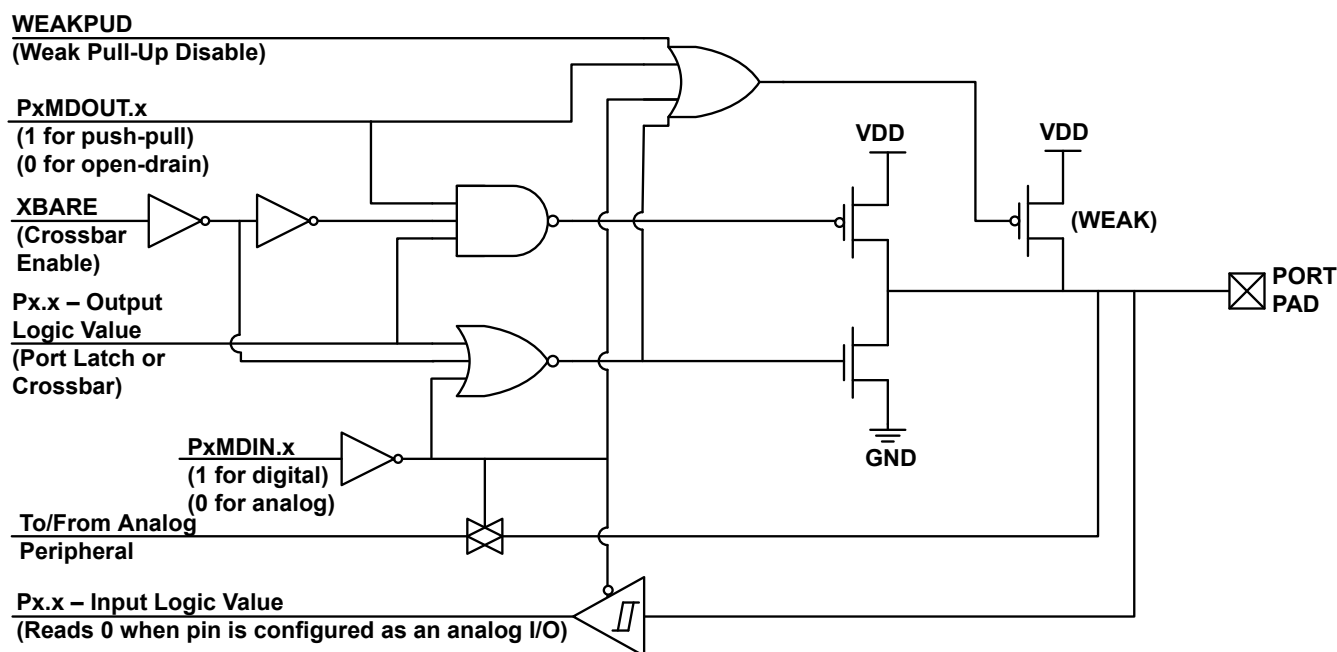 WEAKPUD
(Weak Pull-Up Disable)
PxMDOUT.x
(1 for push-pull)
(0 for open-drain)
XBARE
(Crossbar
Enable)
Px.x – Output
Logic Value
(Port Latch or
Crossbar)
PxMDIN.x
(1 for digital)
(0 for analog)
To/From Analog
Peripheral
Px.x – Input Logic Value
(Reads 0 when pin is configured as an analog I/O)
VDD
VDD
(WEAK)
GND
PORT
PAD